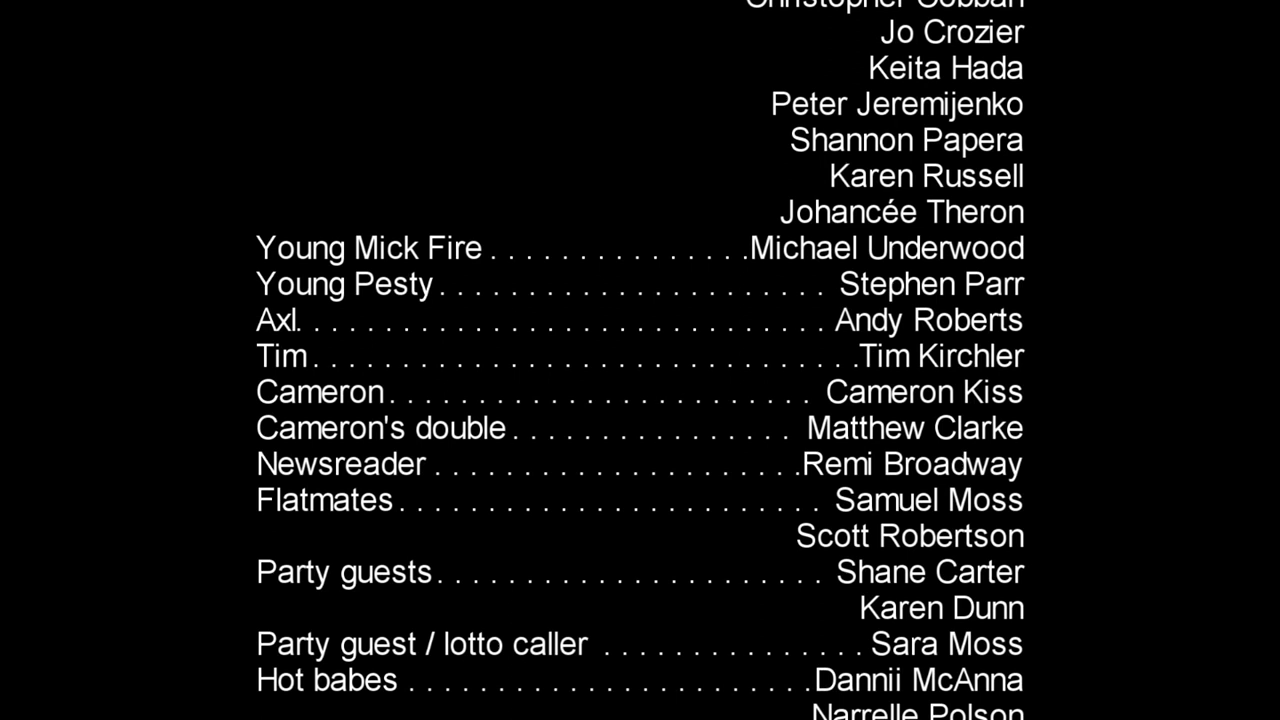 Jo Crozier
Keita Hada
Peter Jeremijenko
Shannon Papera
Karen Russell
Johancée Theron
Young Mick Fire . . . . . . . . . . . . . . .Michael Underwood
Young Pesty . . . . . . . . . . . . . . . . . . . . . . Stephen Parr
Axl. . . . . . . . . . . . . . . . . . . . . . . . . . . . . . Andy Roberts
Tim . . . . . . . . . . . . . . . . . . . . . . . . . . . . . . .Tim Kirchler
Cameron . . . . . . . . . . . . . . . . . . . . . . . . Cameron Kiss
Cameron's double . . . . . . . . . . . . . . . . Matthew Clarke
Newsreader . . . . . . . . . . . . . . . . . . . . .Remi Broadway
Flatmates . . . . . . . . . . . . . . . . . . . . . . . . Samuel Moss
Scott Robertson
Party guests . . . . . . . . . . . . . . . . . . . . . . Shane Carter
Karen Dunn
Party guest / lotto caller . . . . . . . . . . . . . . . Sara Moss
Hot babes . . . . . . . . . . . . . . . . . . . . . . .Dannii McAnna
Narrelle Polson